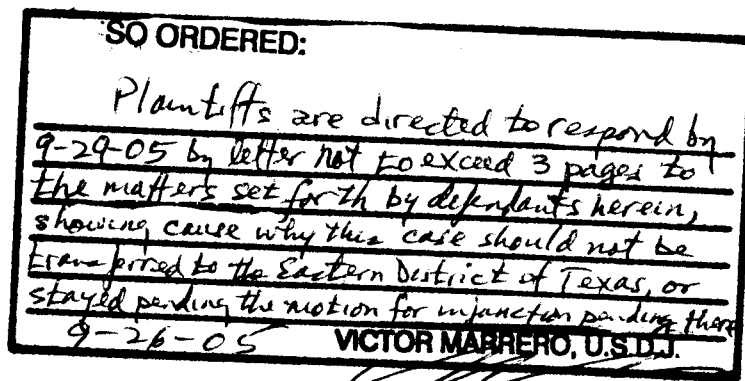 SO ORDERED:
Plaintiffs are directed to respond by
9-29-05 by letter not to exceed 3 pages to
the matters set forth by defendants herein,
showing cause why this case should not be
transferred to the Eastern District of Texas, or
stayed pending the motion for injunction pending there
9-26-05 VICTOR MARRERO, U.S.D.J.